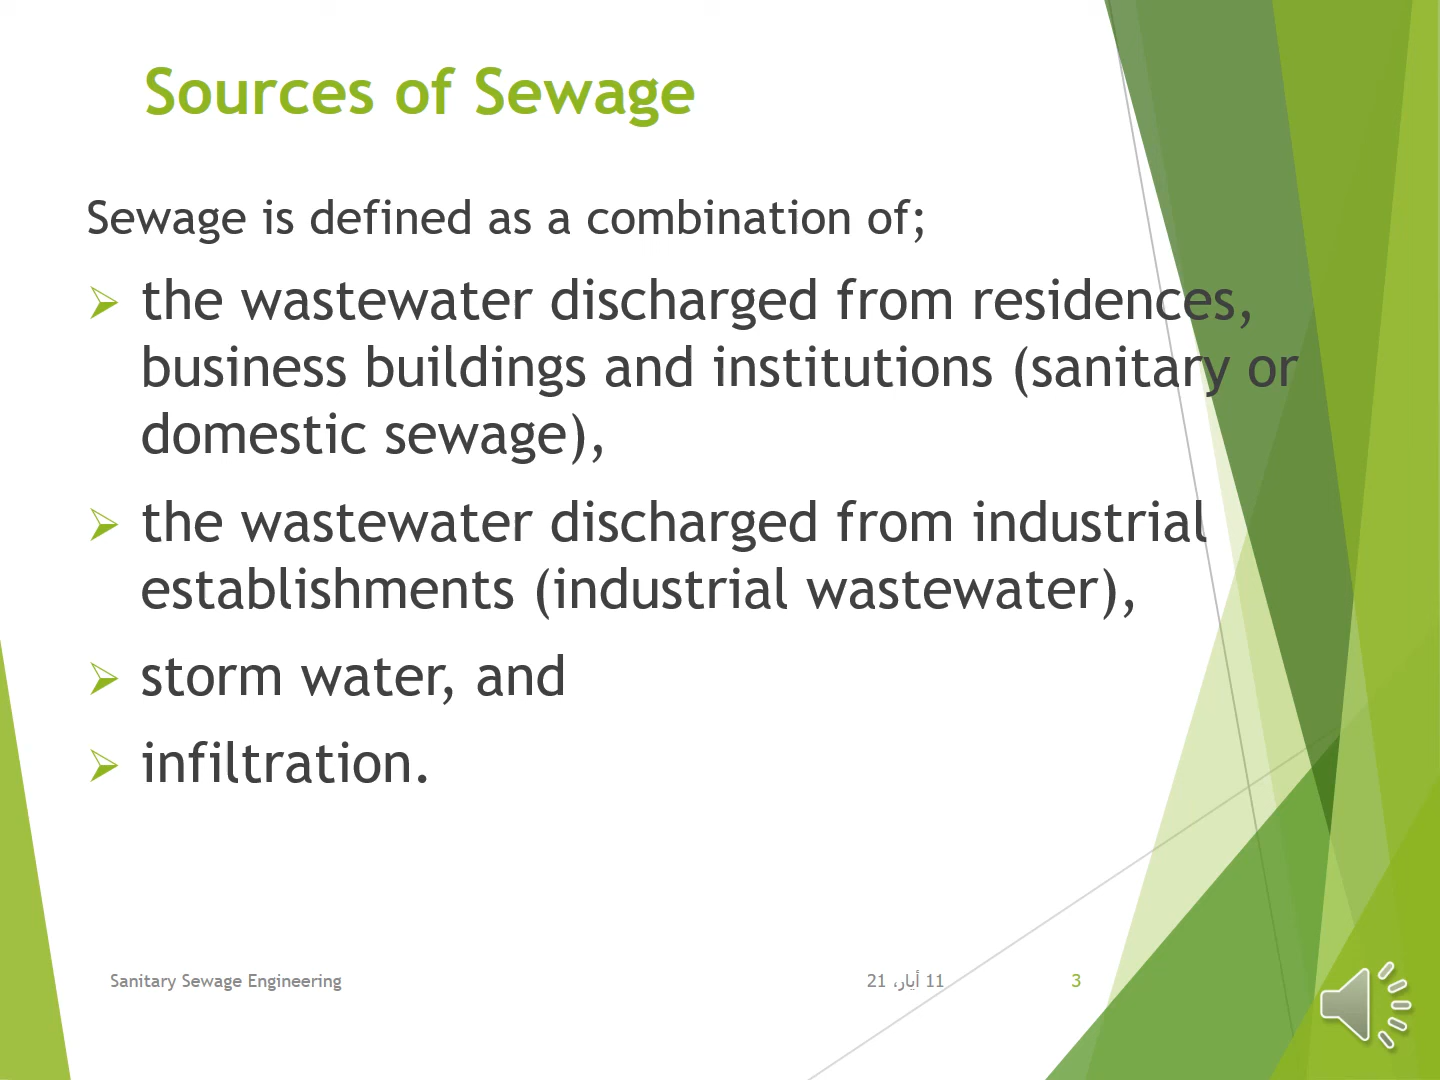 Sources of Sewage
Sewage is defined as a combination of;
the wastewater discharged from residences,
business buildings and institutions (sanitary or
domestic sewage),
the wastewater discharged from industrial
establishments (industrial wastewater),
storm water, and
infiltration.
Sanitary Sewage Engineering
11 أيار، 21
3